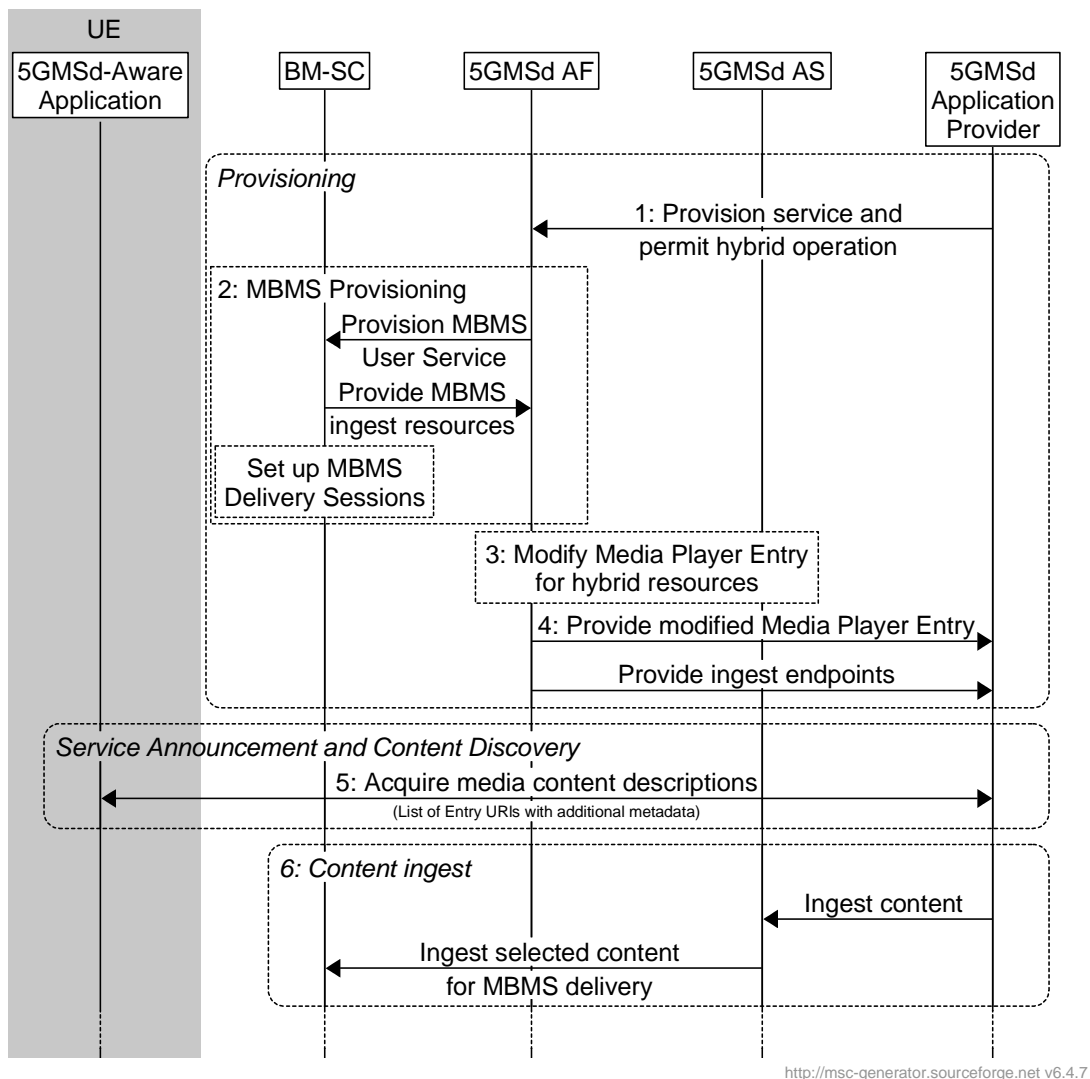 UE
5GMSd-Aware
Application
BM-SC
5GMSd AF
5GMSd AS
5GMSd
Application
Provider
Provisioning
1: Provision service and
permit hybrid operation
2: MBMS Provisioning
Provision MBMS
User Service
Provide MBMS
ingest resources
Set up MBMS
Delivery Sessions
3: Modify Media Player Entry
for hybrid resources
4: Provide modified Media Player Entry
Provide ingest endpoints
Service Announcement and Content Discovery
5: Acquire media content descriptions
(List of Entry URIs with additional metadata)
6: Content ingest
Ingest content
Ingest selected content
for MBMS delivery
http://msc-generator.sourceforge.net v6.4.7